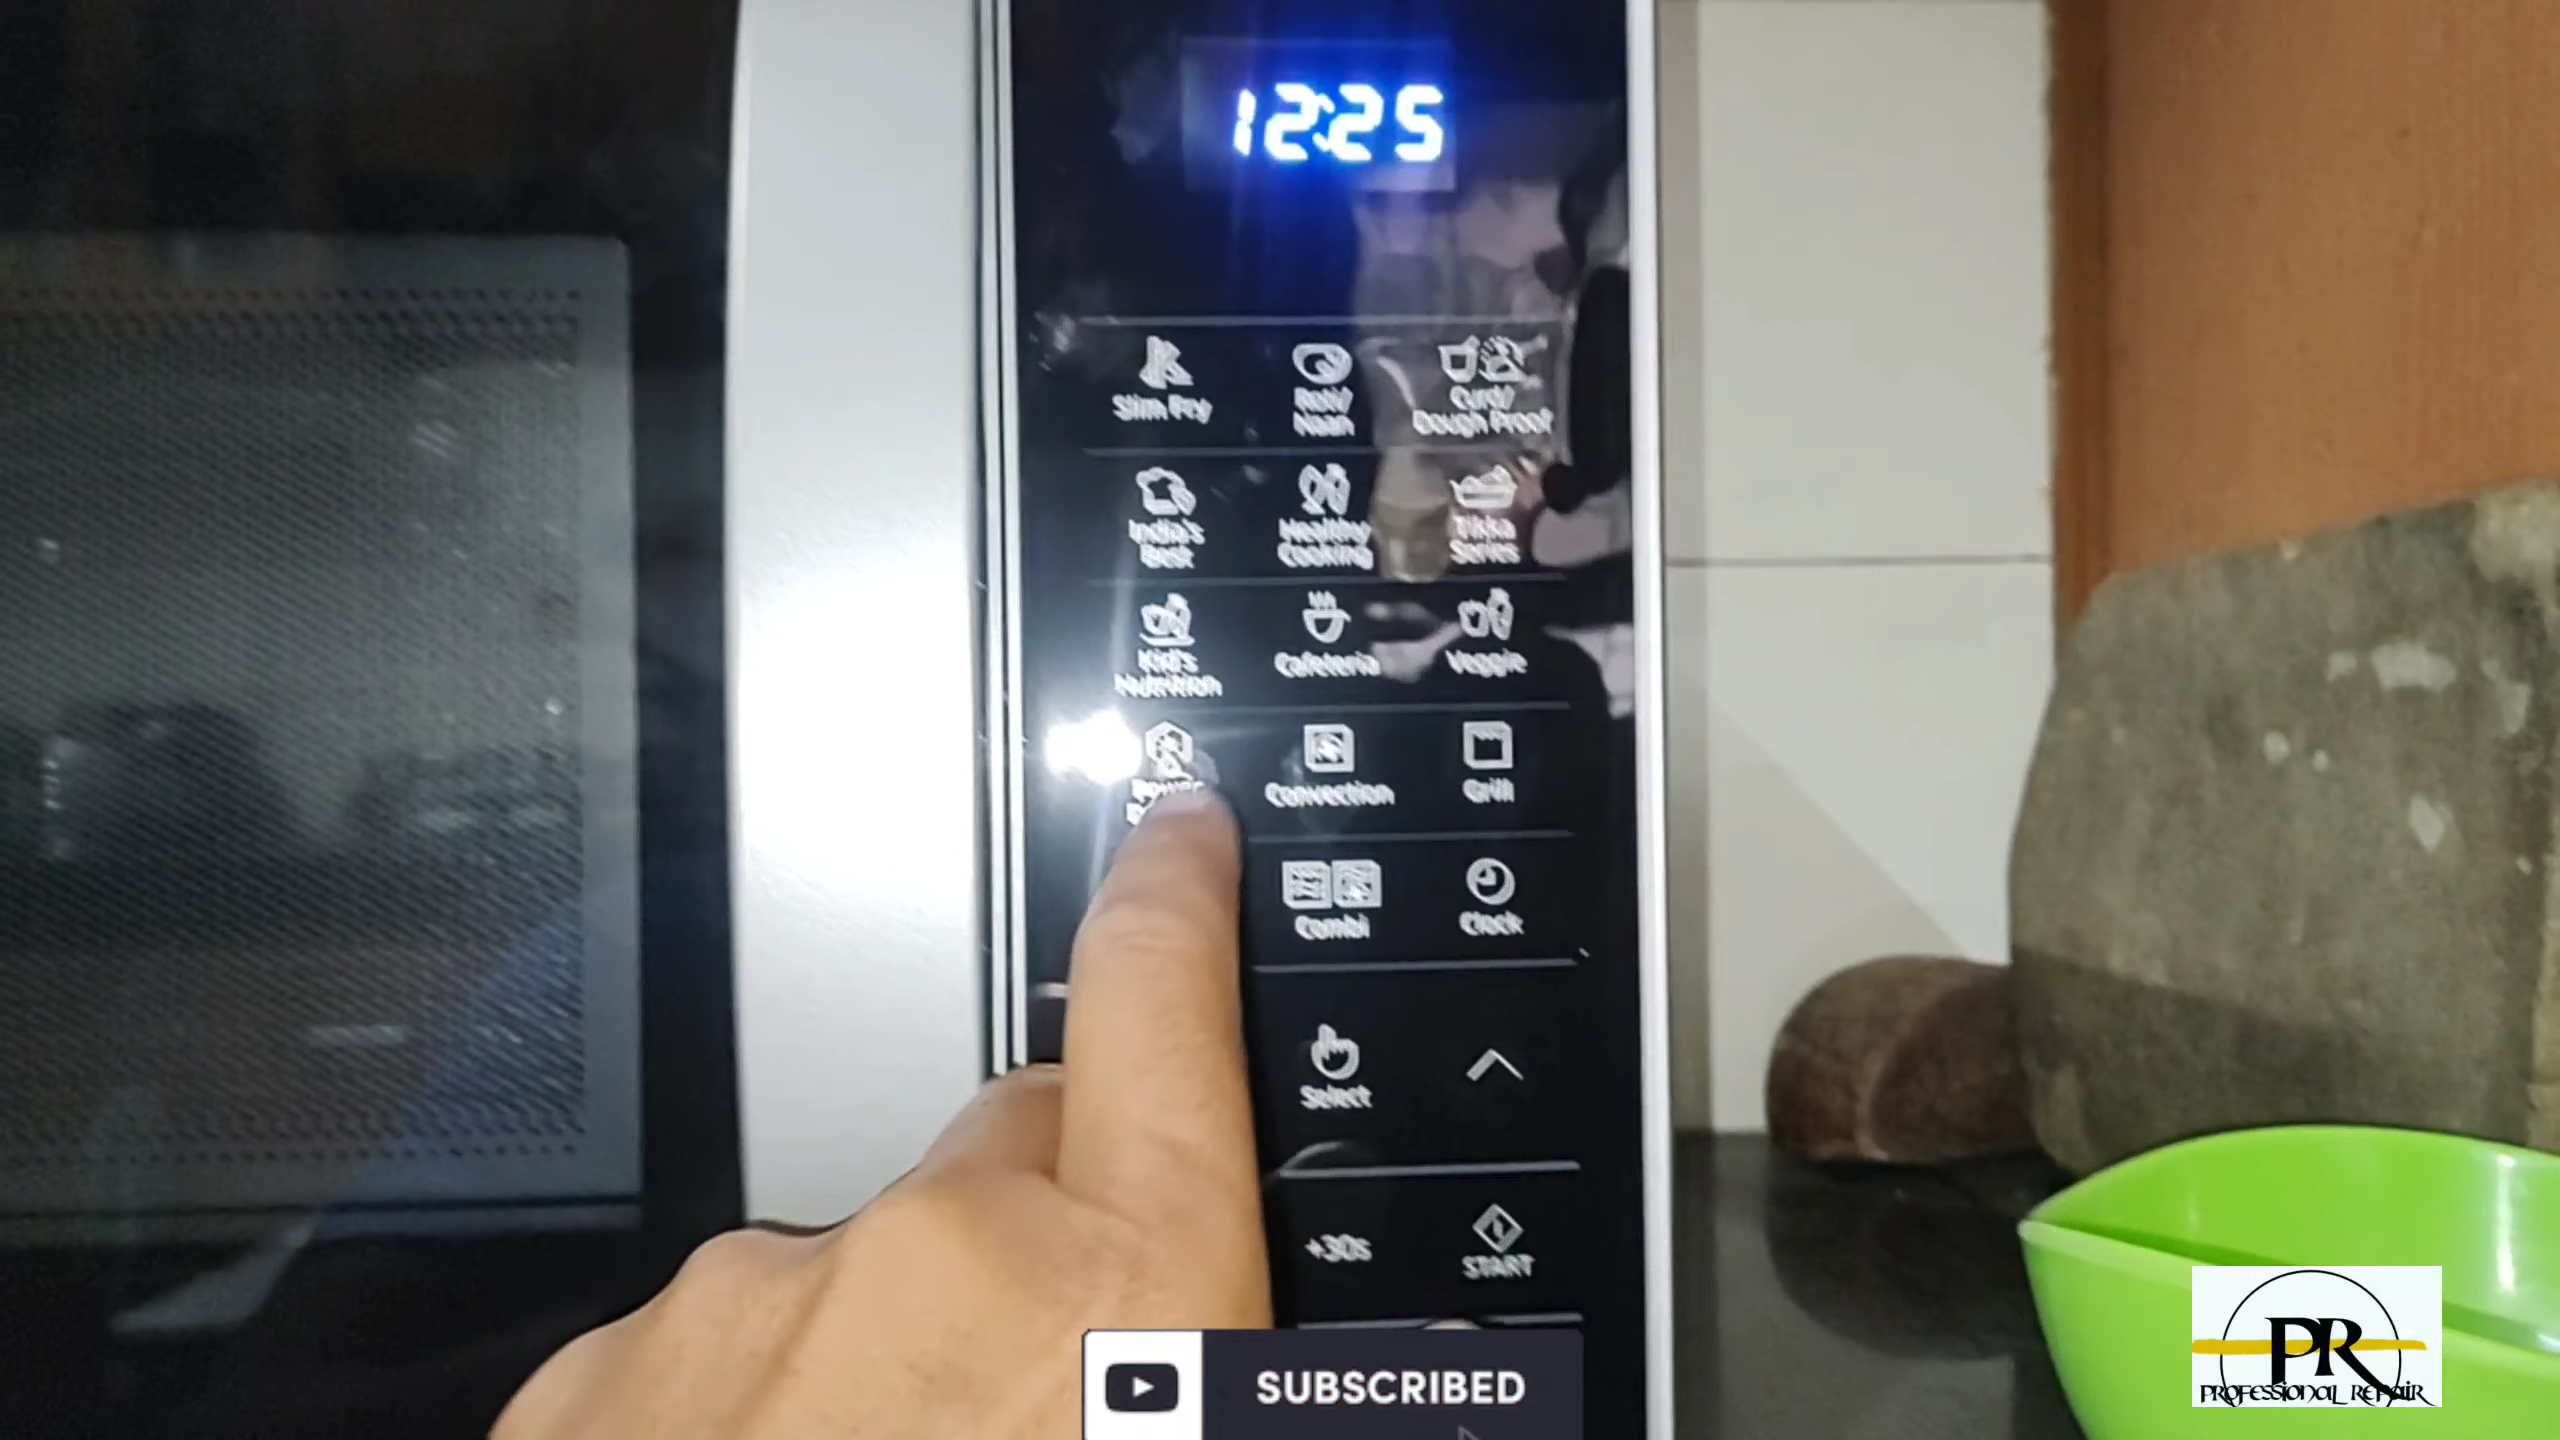 12:25
Slim Fry
Roti/
Naan
Curd/
Dough Proof
India's
Best
Healthy
Cooking
Tikka
Series
Kid's
Nutrition
Cafeteria
Veggie
Power
Convection
Grill
Combi
Clock
Select
+30s
START
SUBSCRIBED
PR
PROFESSIONAL REPAIR